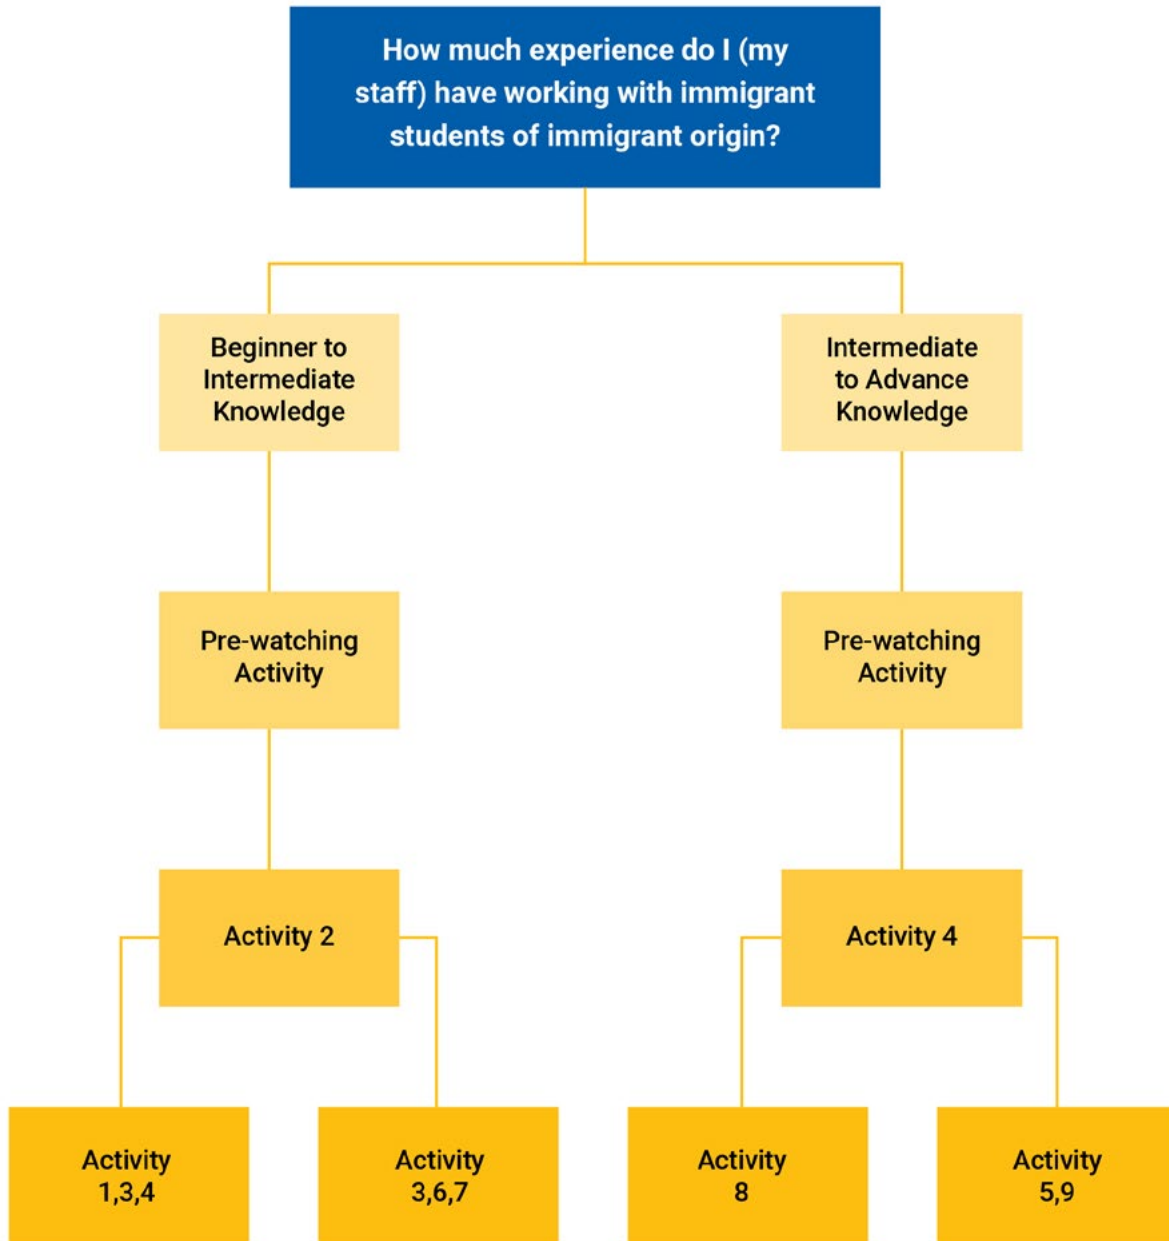 How much experience do I (my
staff) have working with immigrant
students of immigrant origin?
Beginner to
Intermediate
Knowledge
Intermediate
to Advance
Knowledge
Pre-watching
Activity
Pre-watching
Activity
Activity 2
Activity 4
Activity
1,3,4
Activity
3,6,7
Activity
8
Activity
5,9